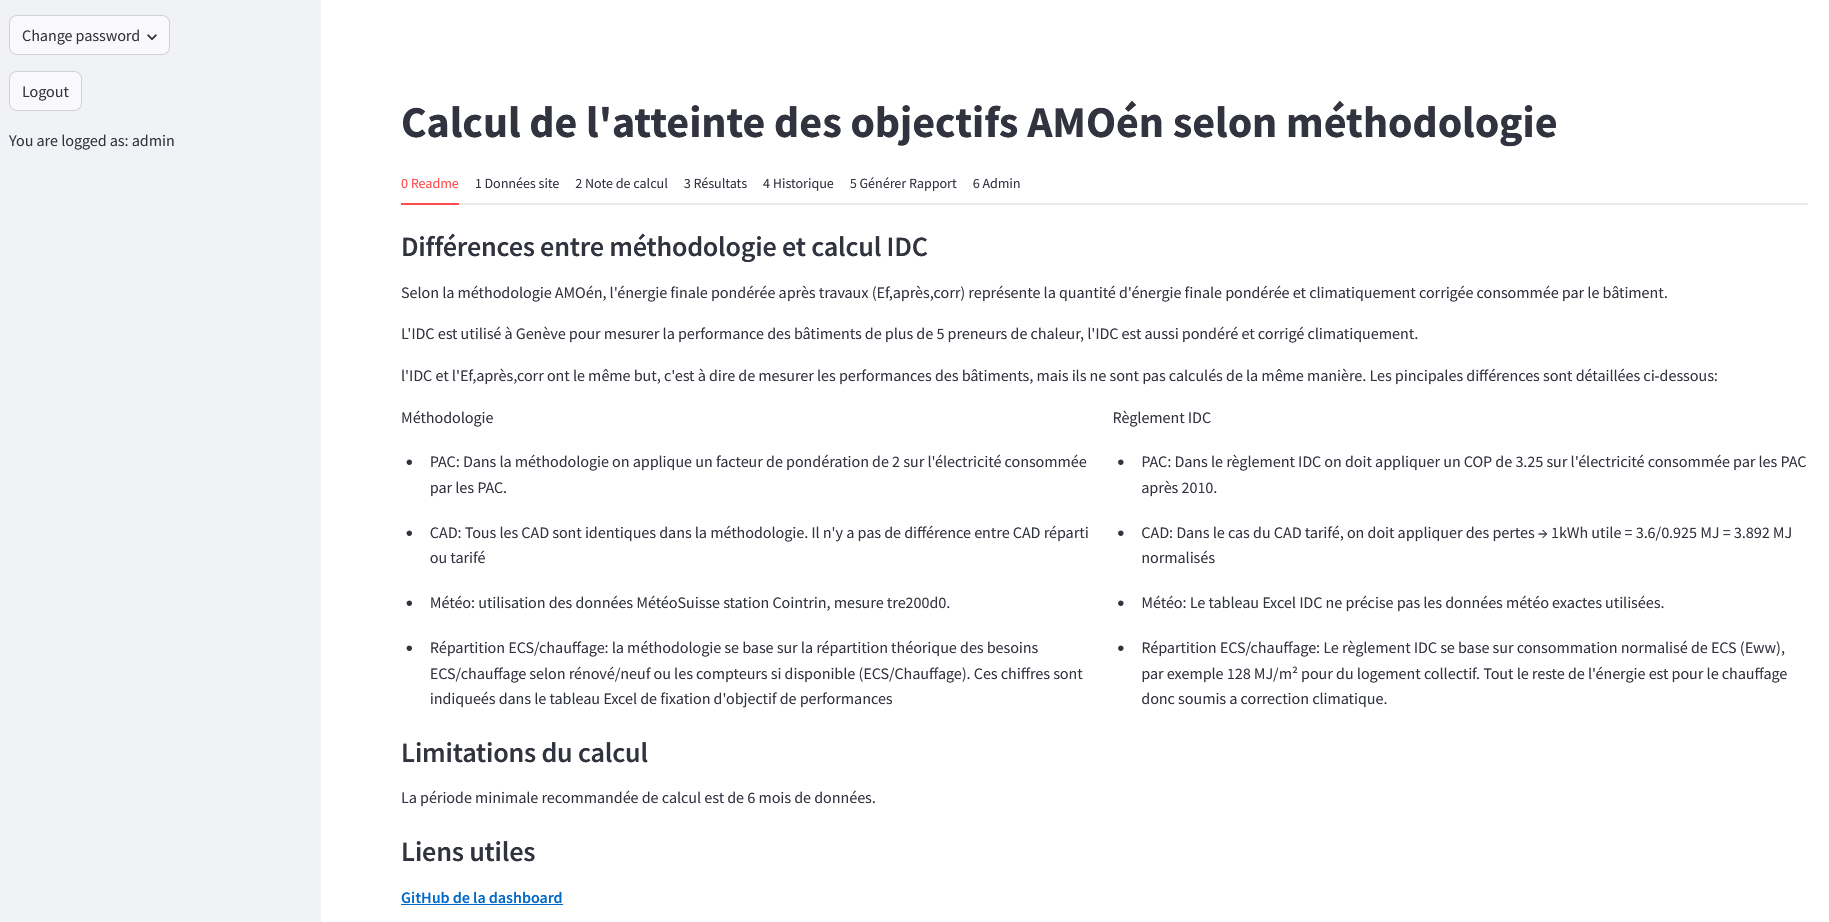 Change password
Logout
You are logged as: admin
Calcul de l'atteinte des objectifs AMOén selon méthodologie
0 Readme 1 Données site 2 Note de calcul 3 Résultats 4 Historique 5 Générer Rapport 6 Admin
Différences entre méthodologie et calcul IDC
Selon la méthodologie AMOén, l'énergie finale pondérée après travaux (Ef,après,corr) représente la quantité d'énergie finale pondérée et climatiquement corrigée consommée par le bâtiment.
L'IDC est utilisé à Genève pour mesurer la performance des bâtiments de plus de 5 preneurs de chaleur, l'IDC est aussi pondéré et corrigé climatiquement.
l'IDC et l'Ef,après,corr ont le même but, c'est à dire de mesurer les performances des bâtiments, mais ils ne sont pas calculés de la même manière. Les pincipales différences sont détaillées ci-dessous:
Méthodologie
• PAC: Dans la méthodologie on applique un facteur de pondération de 2 sur l'électricité consommée
par les PAC.
• CAD: Tous les CAD sont identiques dans la méthodologie. Il n'y a pas de différence entre CAD réparti
ou tarifé
• Météo: utilisation des données MétéoSuisse station Cointrin, mesure tre200d0.
• Répartition ECS/chauffage: la méthodologie se base sur la répartition théorique des besoins
ECS/chauffage selon rénové/neuf ou les compteurs si disponible (ECS/Chauffage). Ces chiffres sont
indiqueés dans le tableau Excel de fixation d'objectif de performances
Règlement IDC
• PAC: Dans le règlement IDC on doit appliquer un COP de 3.25 sur l'électricité consommée par les PAC
après 2010.
• CAD: Dans le cas du CAD tarifé, on doit appliquer des pertes → 1kWh utile = 3.6/0.925 MJ = 3.892 MJ
normalisés
• Météo: Le tableau Excel IDC ne précise pas les données météo exactes utilisées.
• Répartition ECS/chauffage: Le règlement IDC se base sur consommation normalisé de ECS (Eww),
par exemple 128 MJ/m² pour du logement collectif. Tout le reste de l'énergie est pour le chauffage
donc soumis a correction climatique.
Limitations du calcul
La période minimale recommandée de calcul est de 6 mois de données.
Liens utiles
GitHub de la dashboard